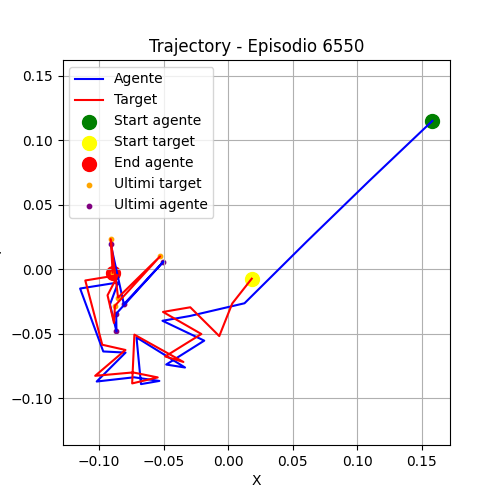 Trajectory - Episodio 6550
Agente
Target
Start agente
Start target
End agente
Ultimi target
Ultimi agente
0.15
0.10
0.05
0.00
−0.05
−0.10
−0.10
−0.05
0.00
0.05
0.10
0.15
X